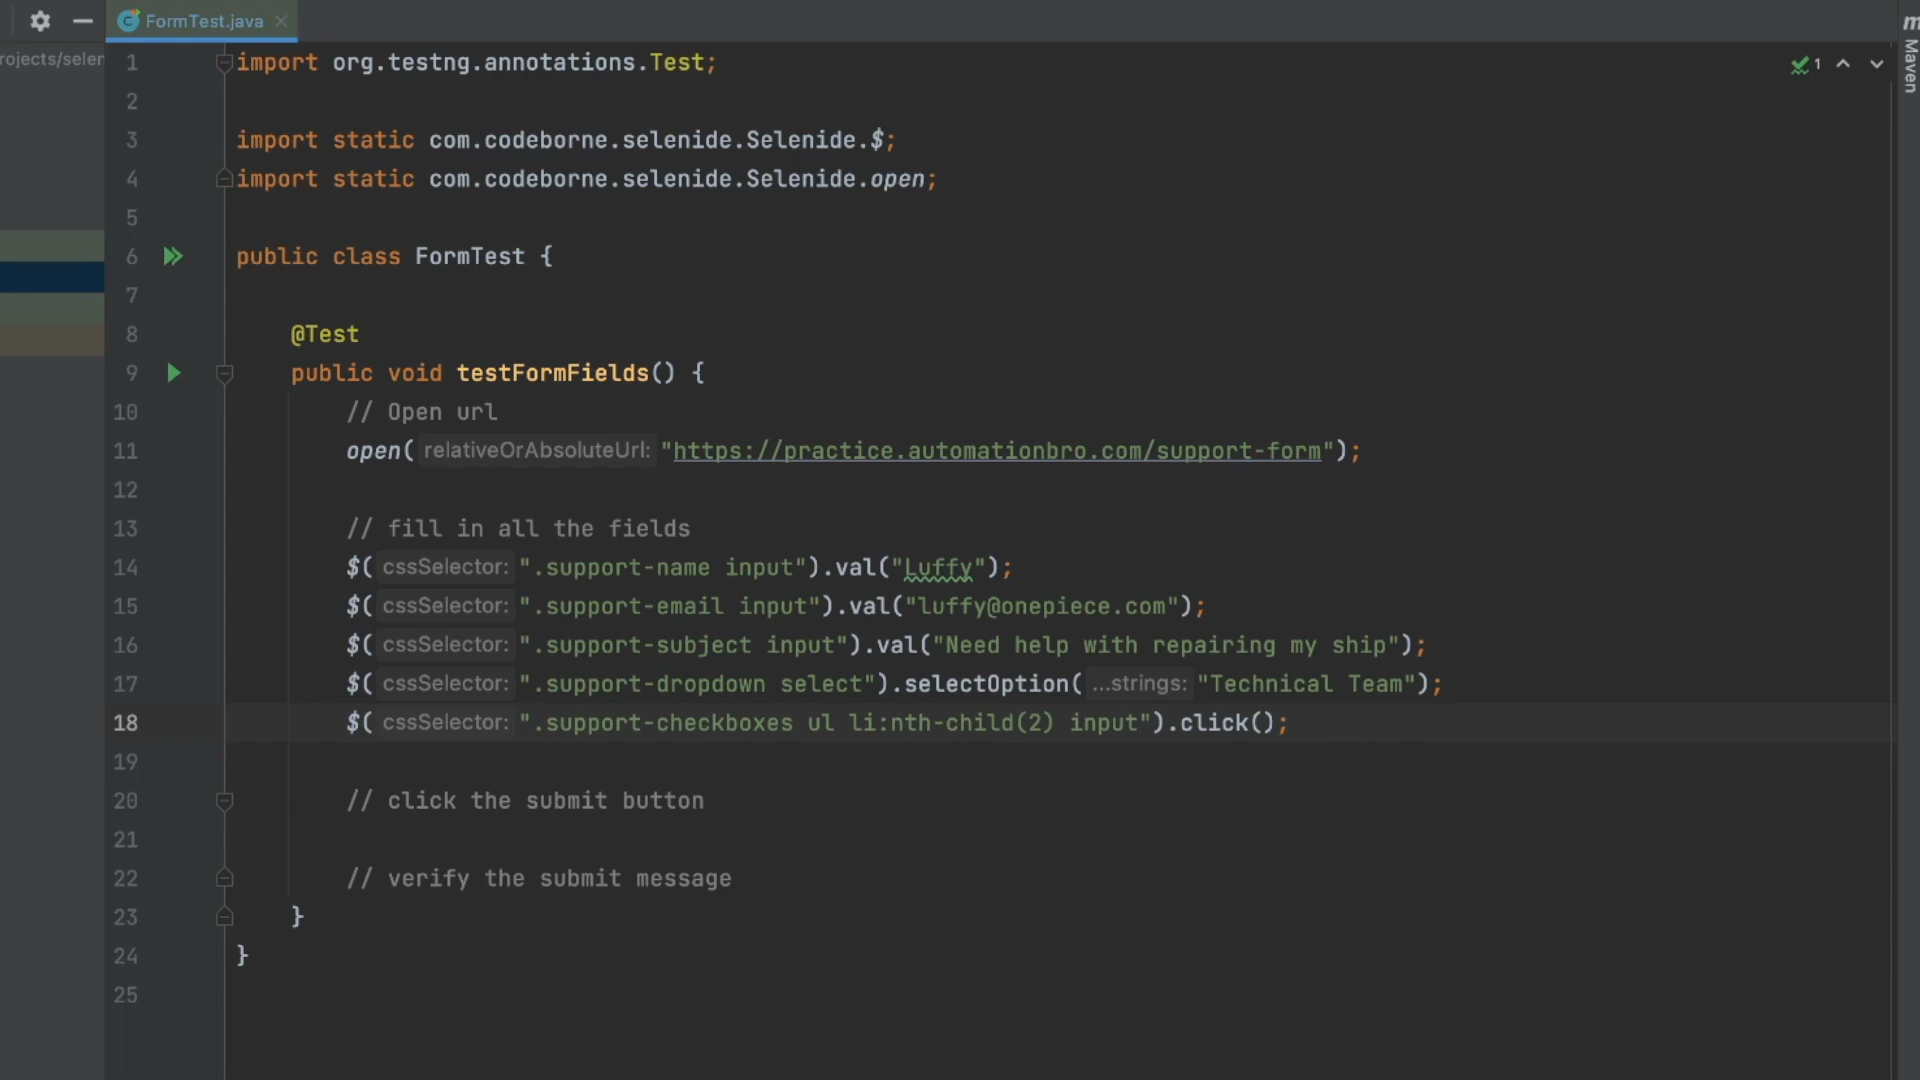 FormTest.java
rojects/selen
1 import org.testng.annotations.Test;
2
3 import static com.codeborne.selenide.Selenide.$;
4 import static com.codeborne.selenide.Selenide.open;
5
6 public class FormTest {
7
8 @Test
9 public void testFormFields() {
10 // Open url
11 open( relativeOrAbsoluteUrl: "https://practice.automationbro.com/support-form");
12
13 // fill in all the fields
14 $( cssSelector: ".support-name input").val("Luffy");
15 $( cssSelector: ".support-email input").val("luffy@onepiece.com");
16 $( cssSelector: ".support-subject input").val("Need help with repairing my ship");
17 $( cssSelector: ".support-dropdown select").selectOption( ...strings: "Technical Team");
18 $( cssSelector: ".support-checkboxes ul li:nth-child(2) input").click();
19
20 // click the submit button
21
22 // verify the submit message
23 }
24 }
25
1
m
Maven